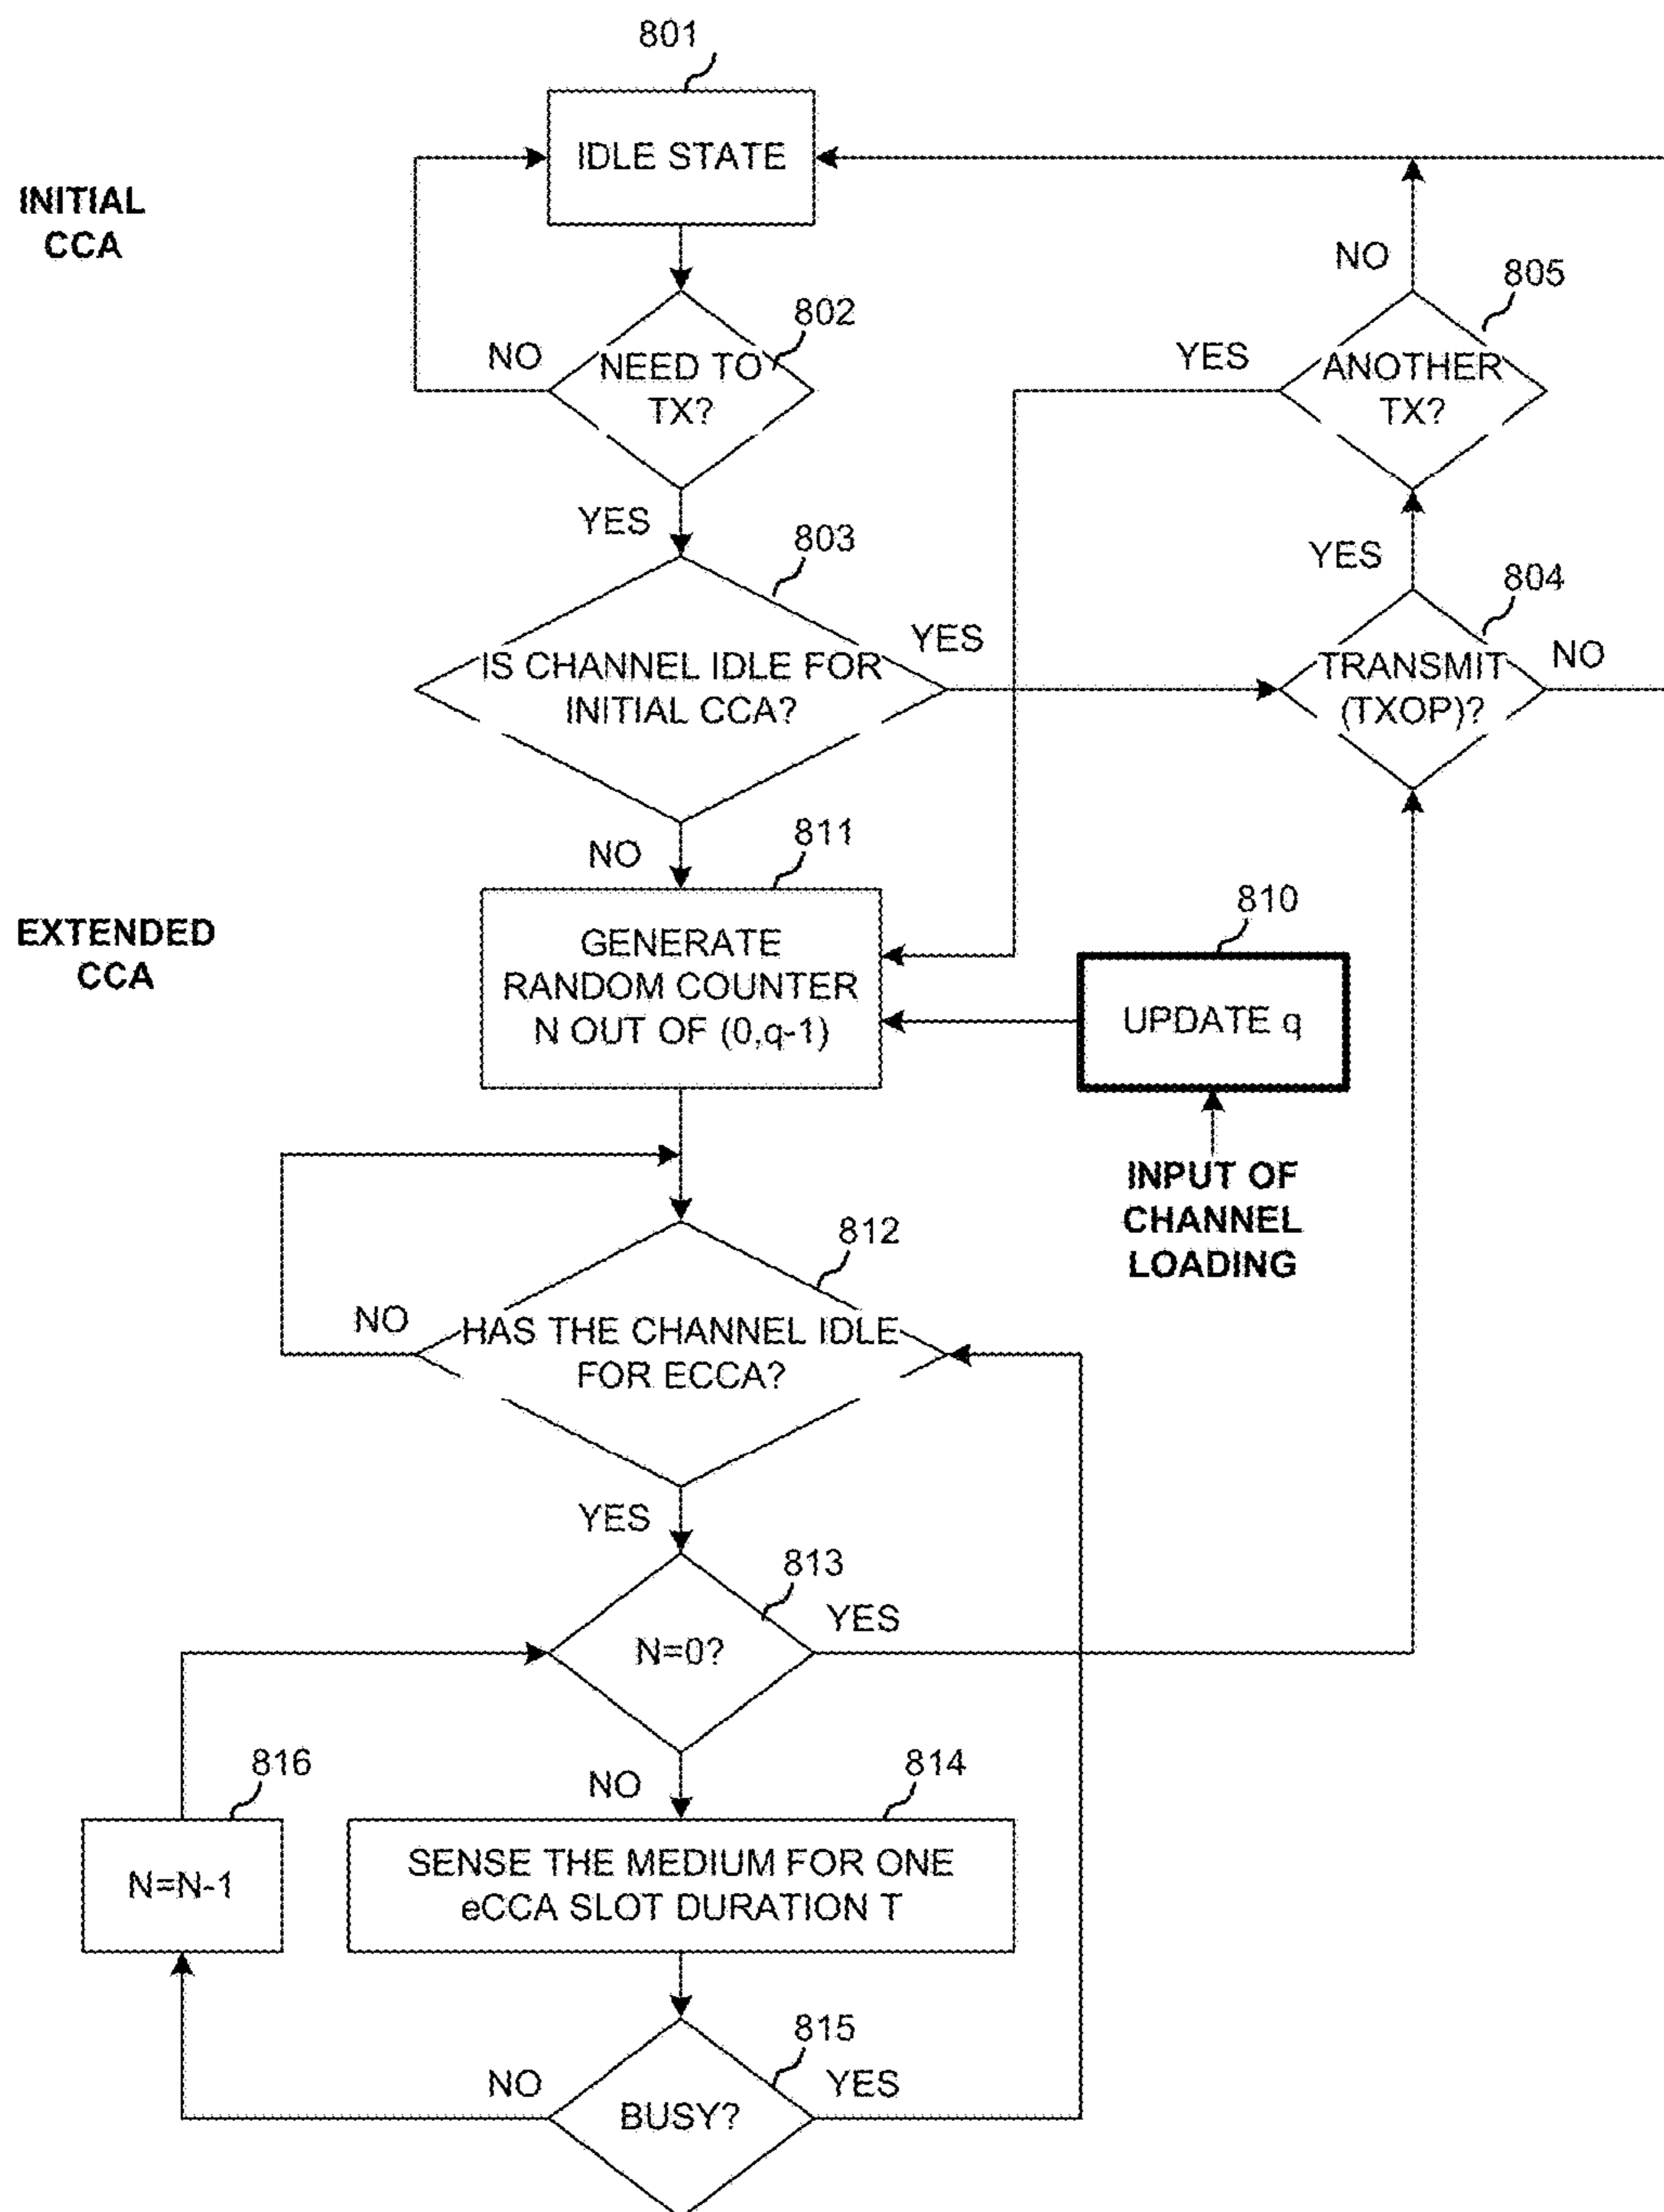 801
IDLE STATE
INITIAL
CCA
NO
805
802
NO
NEED TO
TX?
YES
ANOTHER
TX?
YES
803
YES
804
IS CHANNEL IDLE FOR
INITIAL CCA?
YES
TRANSMIT
(TXOP)?
NO
NO
811
810
EXTENDED
CCA
GENERATE
RANDOM COUNTER
N OUT OF (0,q-1)
UPDATE q
INPUT OF
CHANNEL
LOADING
812
NO
HAS THE CHANNEL IDLE
FOR ECCA?
YES
813
YES
N=0?
816
NO
814
N=N-1
SENSE THE MEDIUM FOR ONE
eCCA SLOT DURATION T
815
NO
YES
BUSY?